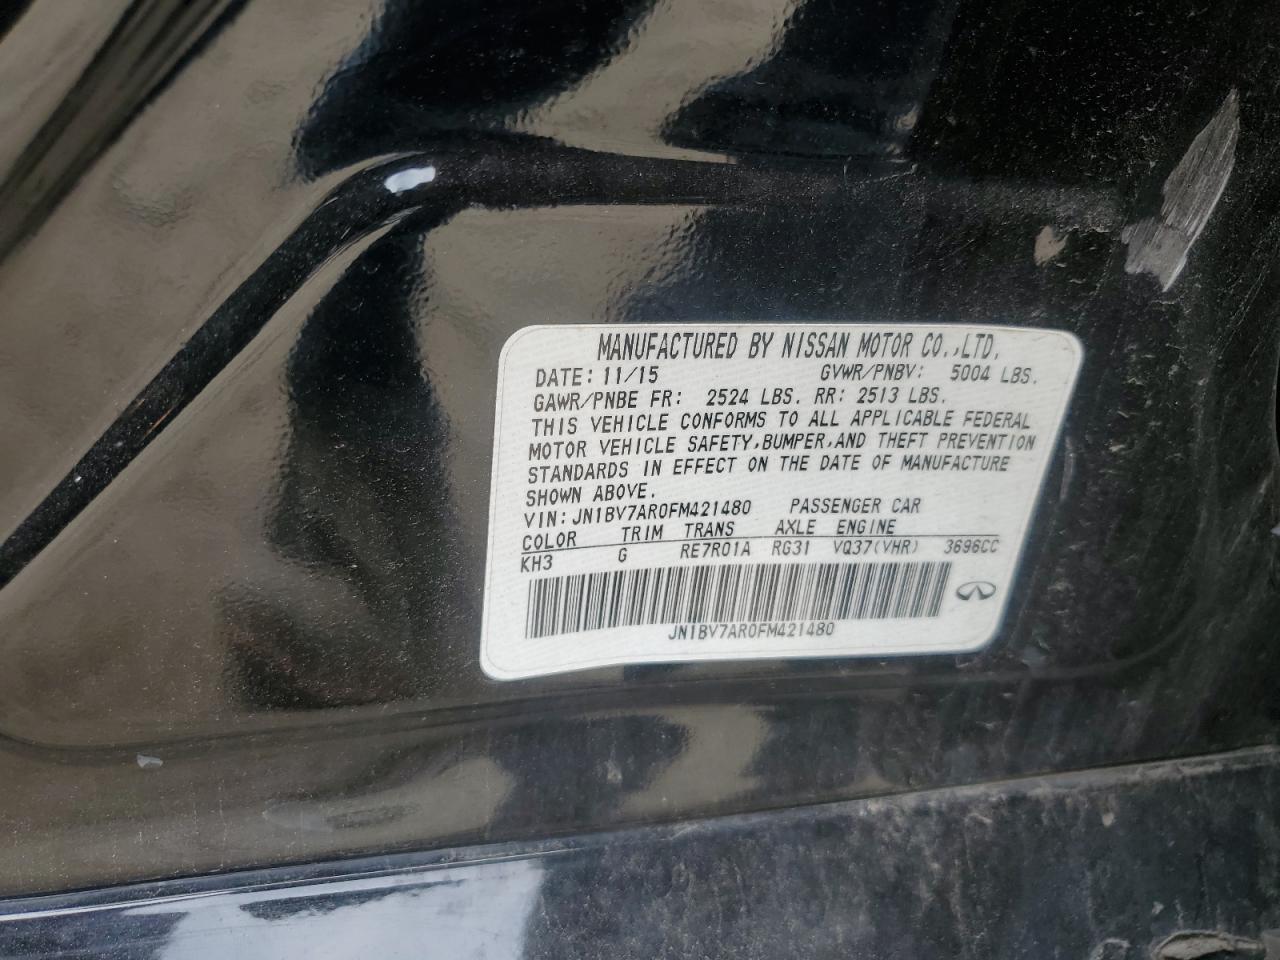 MANUFACTURED BY NISSAN MOTOR CO.,LTD.
DATE: 11/15 GVWR/PNBV: 5004 LBS.
GAWR/PNBE FR: 2524 LBS. RR: 2513 LBS.
THIS VEHICLE CONFORMS TO ALL APPLICABLE FEDERAL
MOTOR VEHICLE SAFETY,BUMPER,AND THEFT PREVENTION
STANDARDS IN EFFECT ON THE DATE OF MANUFACTURE
SHOWN ABOVE.
VIN: JN1BV7AR0FM421480 PASSENGER CAR
COLOR TRIM TRANS AXLE ENGINE
KH3 G RE7R01A RG31 VQ37(VHR) 3696CC
JN1BV7AR0FM421480